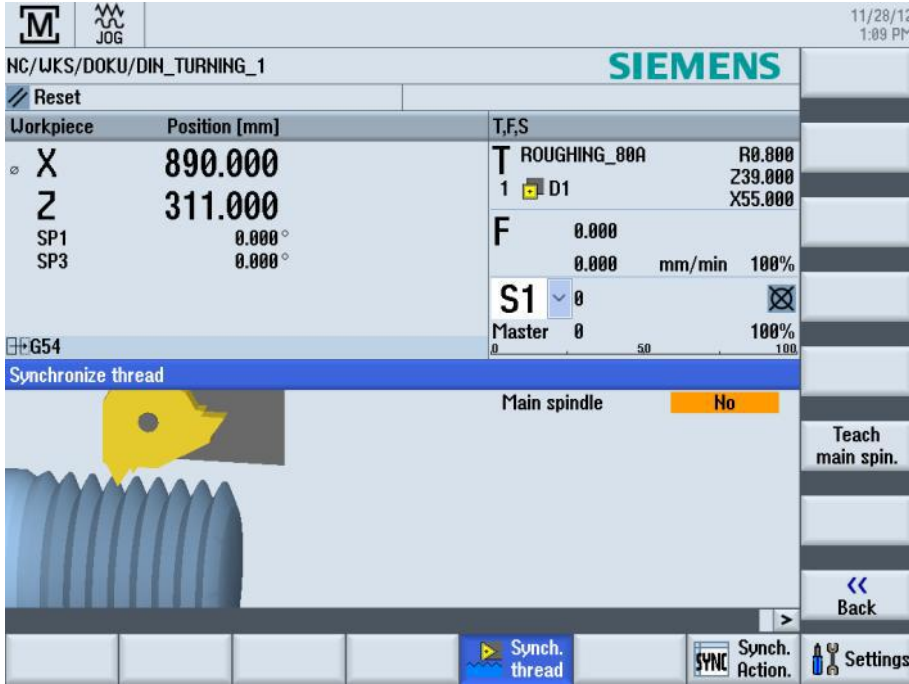 M JOG 11/28/12
1:09 PM
NC/WKS/DOKU/DIN_TURNING_1 SIEMENS
Reset
Workpiece Position [mm] T,F,S
X 890.000 T ROUGHING_80A R0.800
1 D1 Z39.000
Z 311.000 X55.000
SP1 0.000° F 0.000
SP3 0.000° 0.000 mm/min 100%
S1 0
Master 0 100%
G54 0 50 100
Synchronize thread
Main spindle No
Teach
main spin.
<<
Back
>
Synch.
thread
SYNC Synch.
Action.
Settings